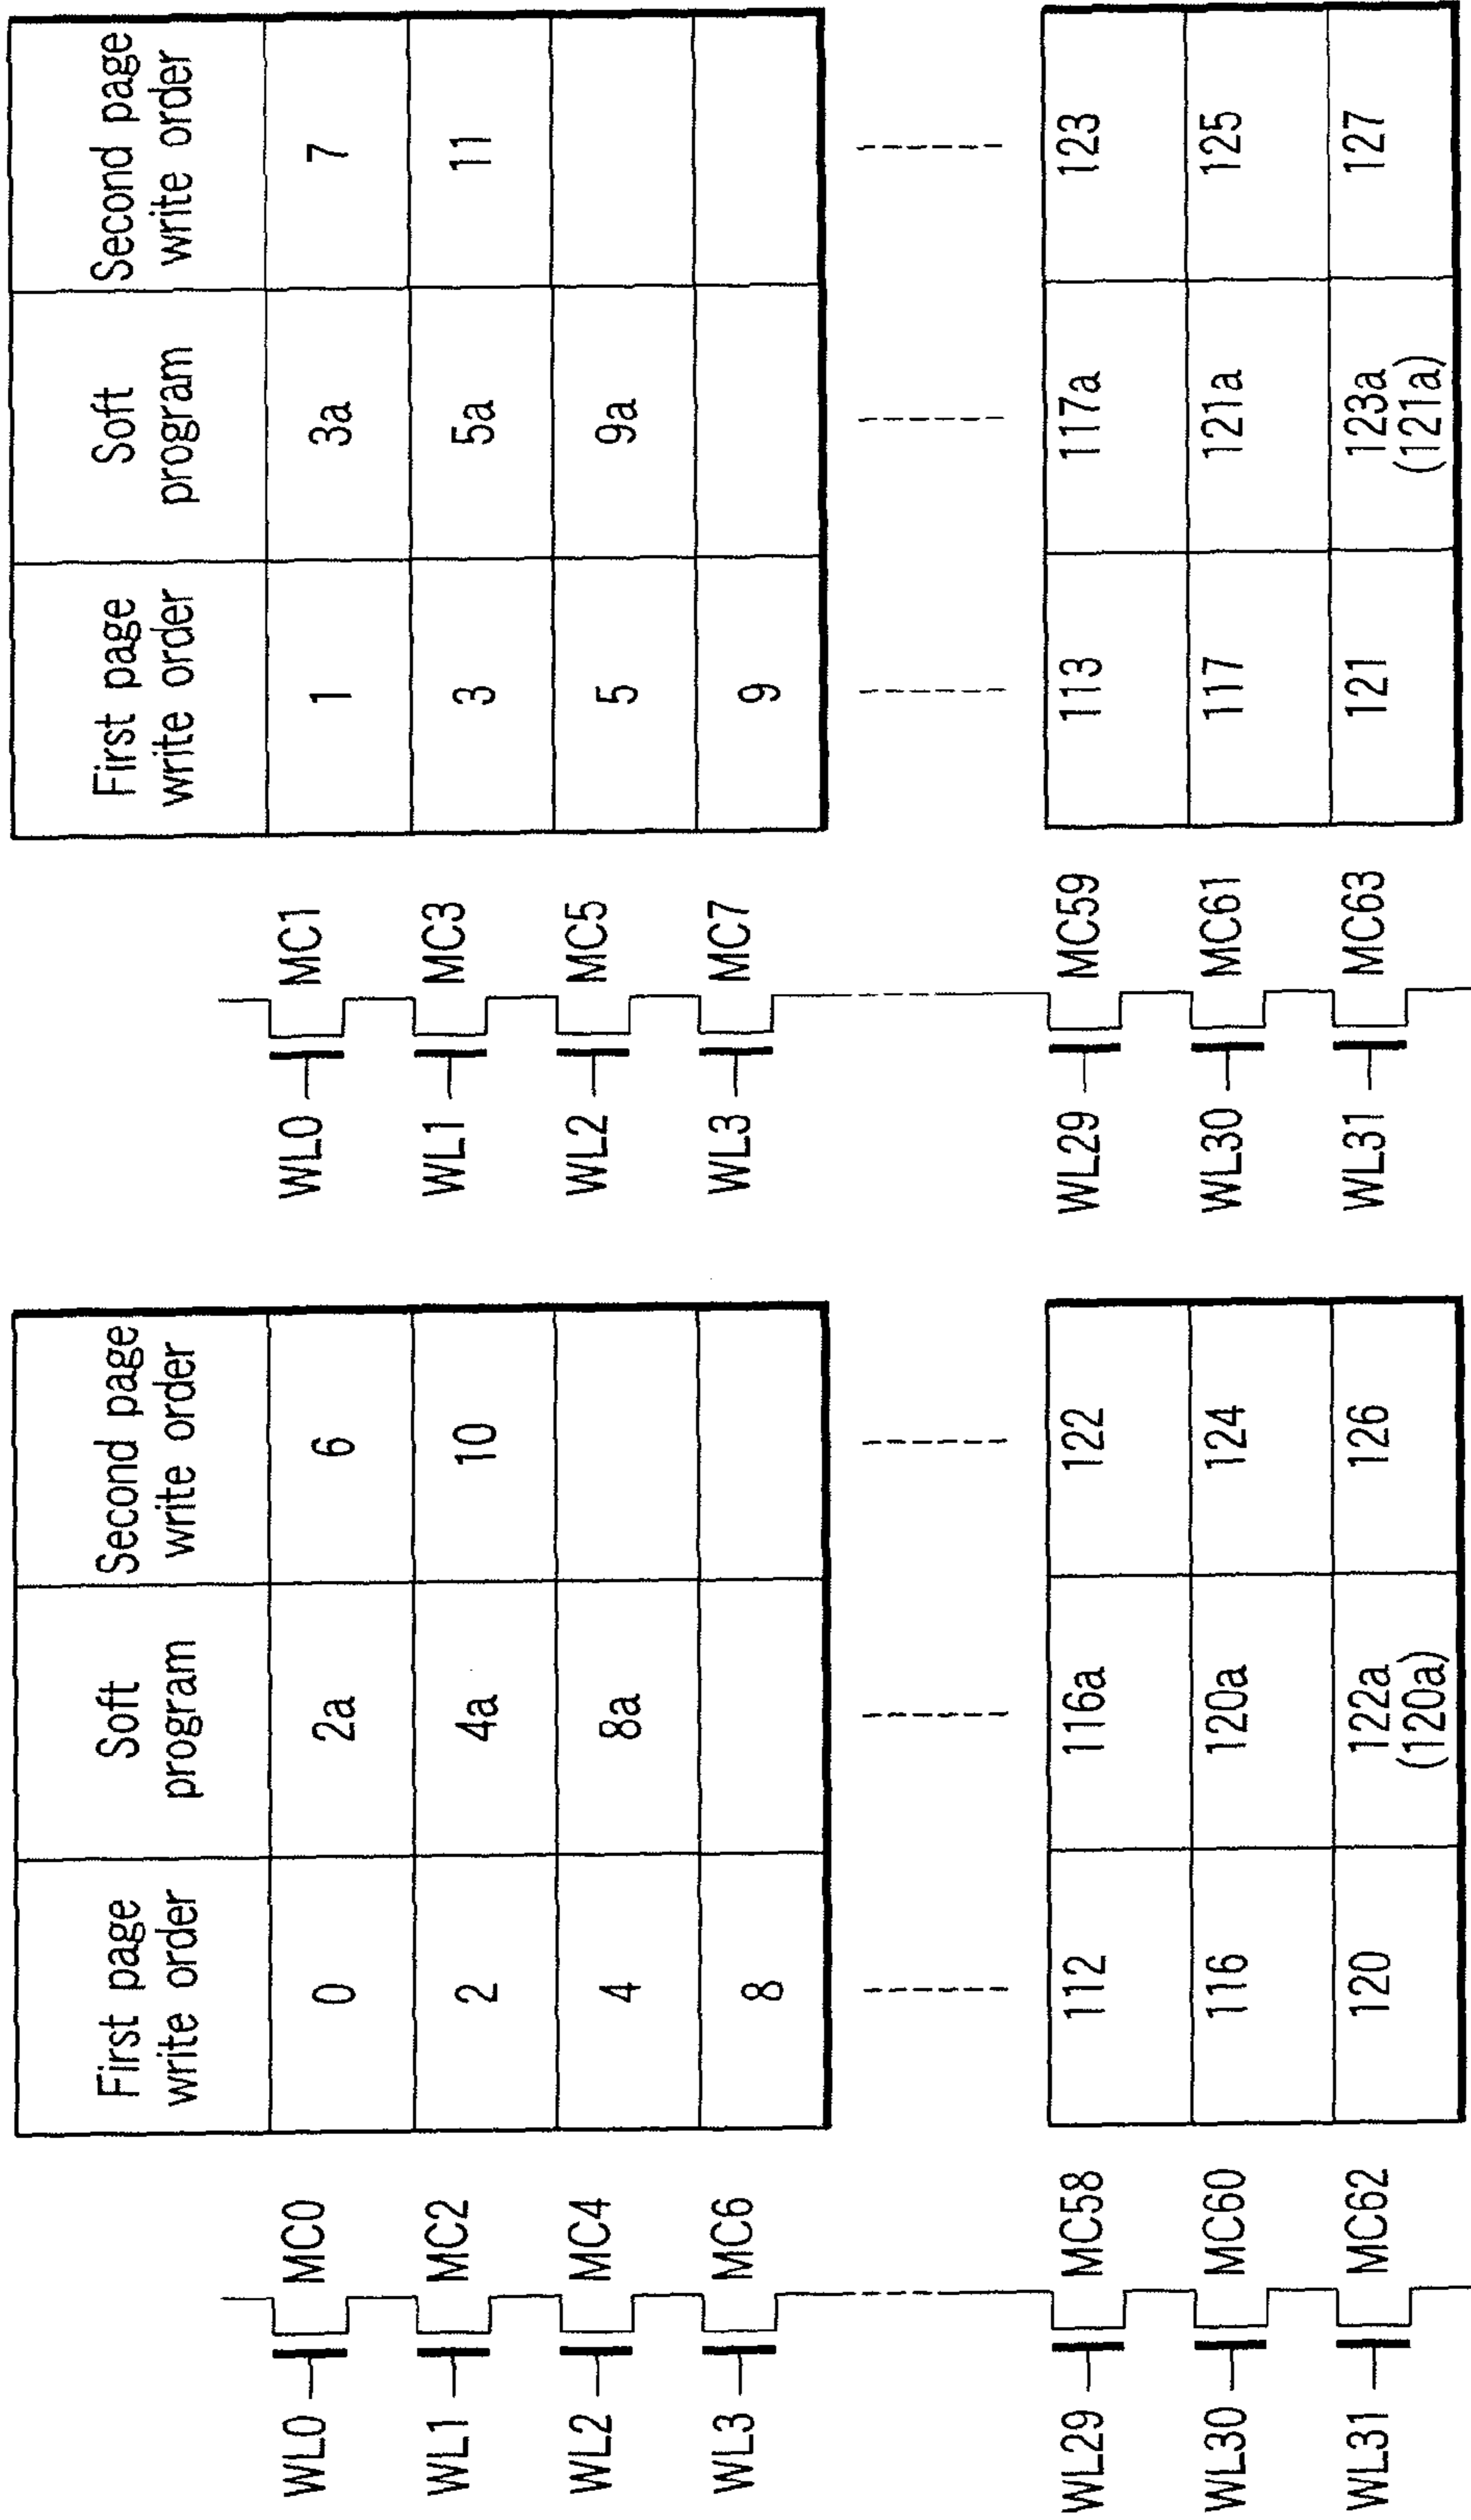 First page write order Soft program Second page write order First page write order Soft program Second page write order
WL0 MC0 0 2a 6 WL0 MC1 1 3a 7
WL1 MC2 2 4a 10 WL1 MC3 3 5a 11
WL2 MC4 4 8a WL2 MC5 5 9a
WL3 MC6 8 WL3 MC7 9
WL29 MC58 112 116a 122 WL29 MC59 113 117a 123
WL30 MC60 116 120a 124 WL30 MC61 117 121a 125
WL31 MC62 120 122a (120a) 126 WL31 MC63 121 123a (121a) 127